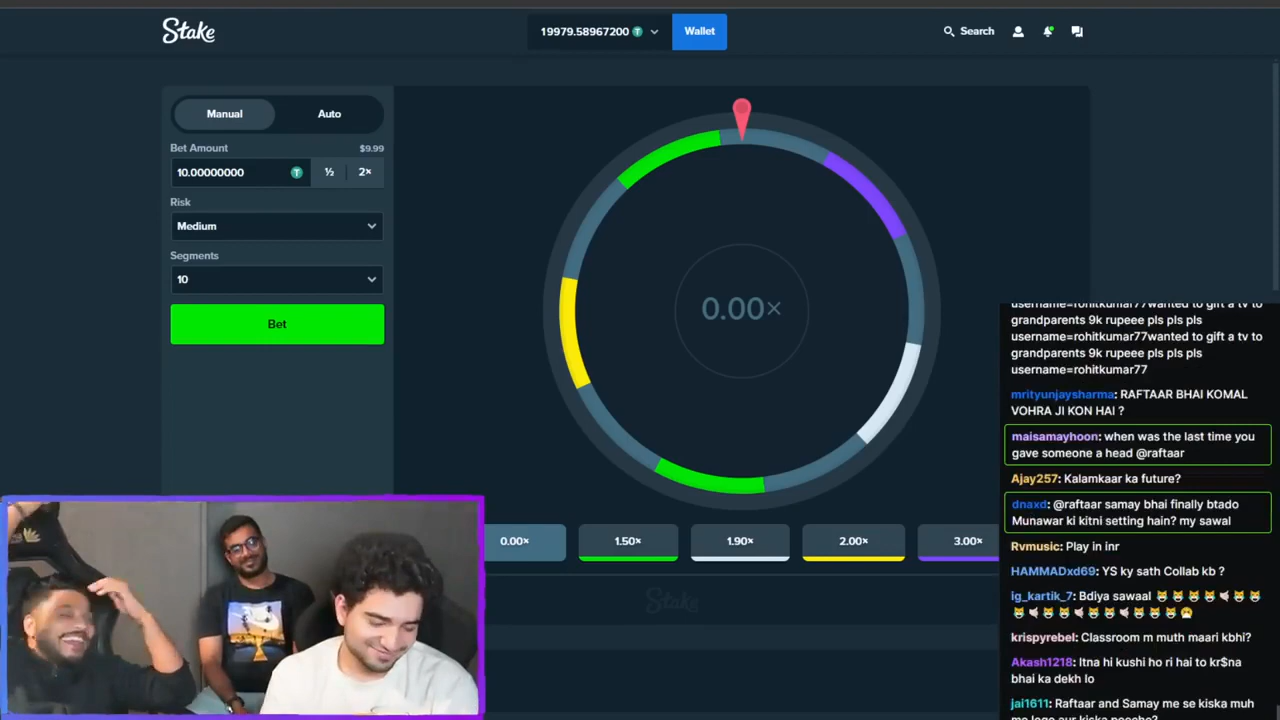 Stake
19979.58967200
Wallet
Search
Manual
Auto
Bet Amount
$9.99
10.00000000
½
2×
Risk
Medium
Segments
10
Bet
0.00×
0.00×
1.50×
1.90×
2.00×
3.00×
Stake
username=rohitkumar77wanted to gift a tv to
grandparents 9k rupeee pls pls pls
username=rohitkumar77wanted to gift a tv to
grandparents 9k rupeee pls pls pls
username=rohitkumar77
mrityunjaysharma: RAFTAAR BHAI KOMAL
VOHRA JI KON HAI ?
maisamayhoon: when was the last time you
gave someone a head @raftaar
Ajay257: Kalamkaar ka future?
dnaxd: @raftaar samay bhai finally btado
Munawar ki kitni setting hain? my sawal
Rvmusic: Play in inr
HAMMADxd69: YS ky sath Collab kb ?
ig_kartik_7: Bdiya sawaal
krispyrebel: Classroom m muth maari kbhi?
Akash1218: Itna hi kushi ho ri hai to kr$na
bhai ka dekh lo
jai1611: Raftaar and Samay me se kiska muh
me loge aur kiska